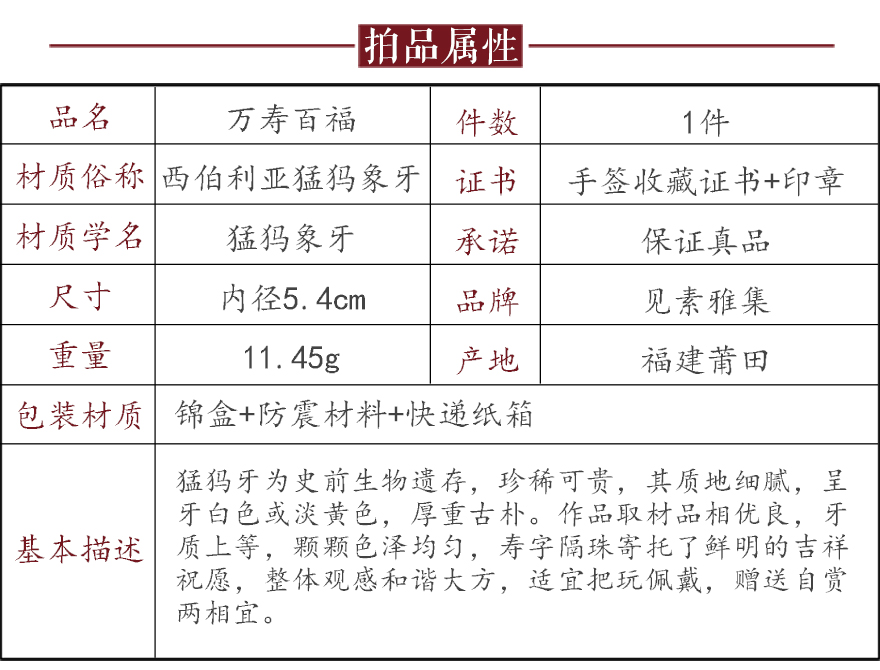 拍品属性
品名 万寿百福 件数 1件
材质俗称 西伯利亚猛犸象牙 证书 手签收藏证书+印章
材质学名 猛犸象牙 承诺 保证真品
尺寸 内径5.4cm 品牌 见素雅集
重量 11.45g 产地 福建莆田
包装材质 锦盒+防震材料+快递纸箱
基本描述
猛犸牙为史前生物遗存，珍稀可贵，其质地细腻，呈
牙白色或淡黄色，厚重古朴。作品取材品相优良，牙
质上等，颗颗色泽均匀，寿字隔珠寄托了鲜明的吉祥
祝愿，整体观感和谐大方，适宜把玩佩戴，赠送自赏
两相宜。